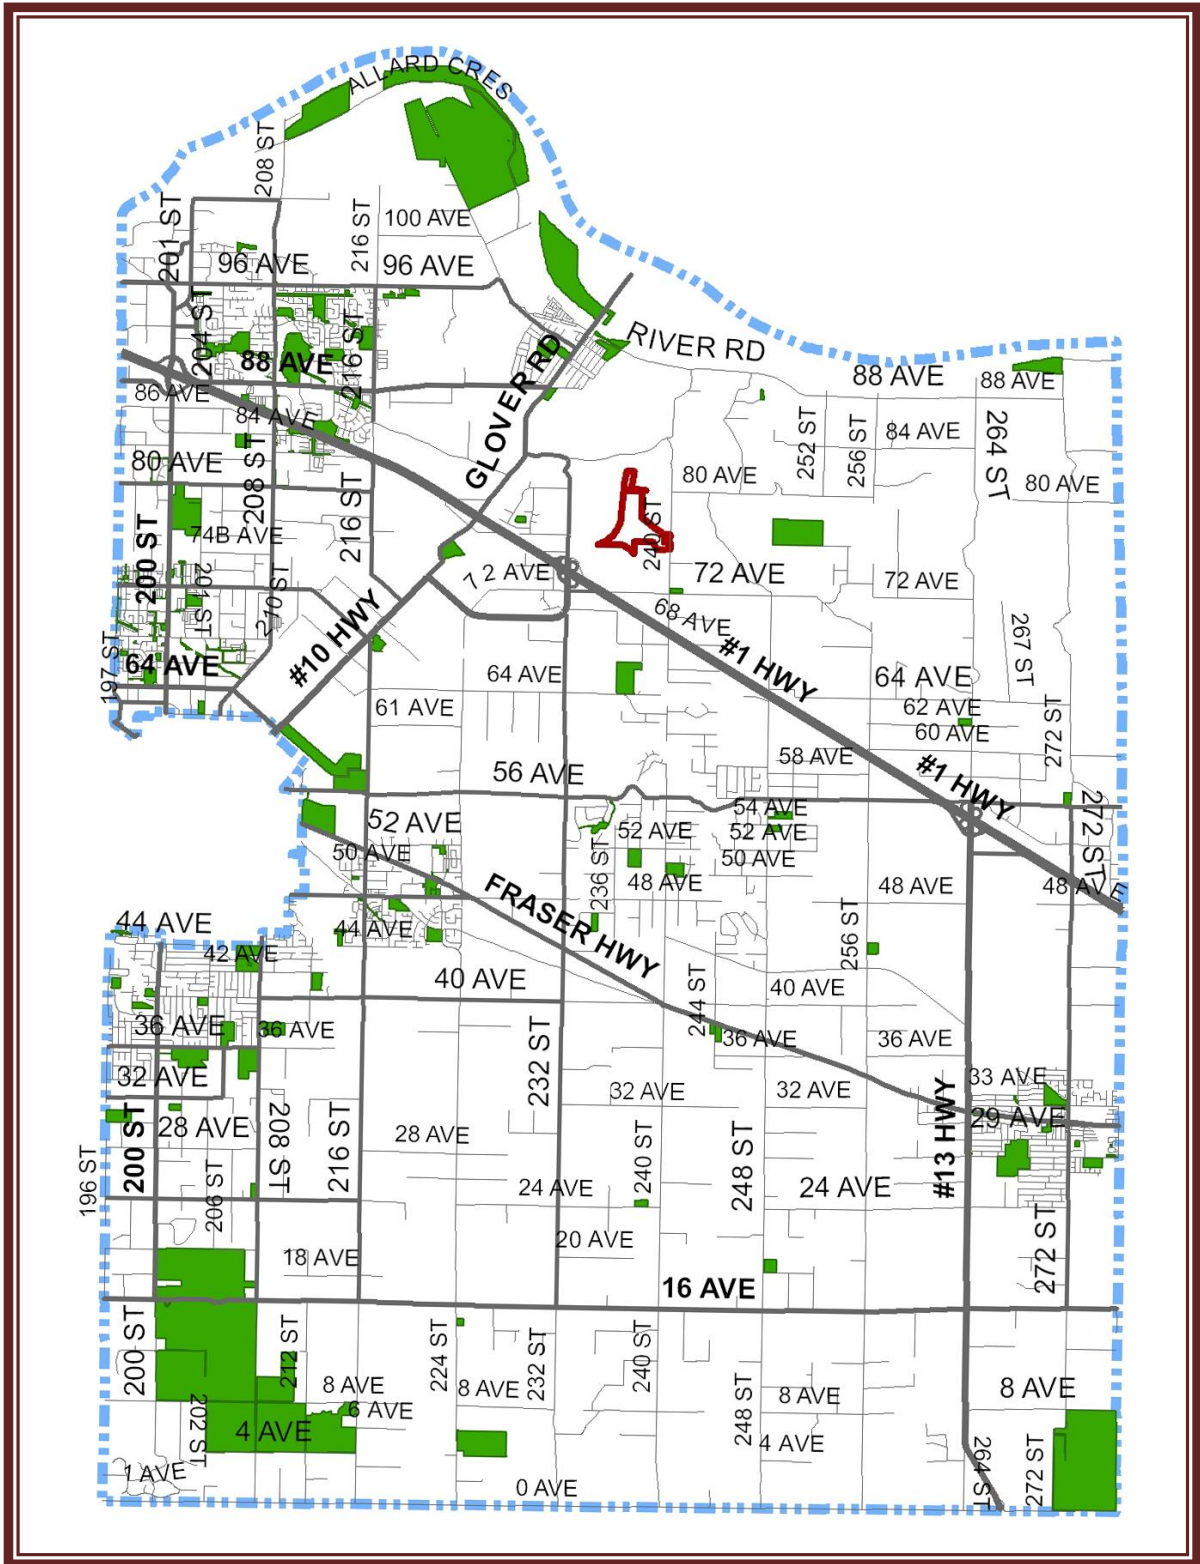 ALLARD CRES
208 ST
201 ST
216 ST
100 AVE
96 AVE
96 AVE
204 ST
216 ST
RIVER RD
88 AVE
GLOVER RD
88 AVE
88 AVE
86 AVE
84 AVE
252 ST
256 ST
84 AVE
264 ST
80 AVE
208 ST
80 AVE
80 AVE
216 ST
74B AVE
240 ST
200 ST
201 ST
210 ST
72 AVE
72 AVE
72 AVE
#10 HWY
68 AVE
267 ST
197 ST
64 AVE
#1 HWY
64 AVE
64 AVE
61 AVE
62 AVE
60 AVE
272 ST
58 AVE
56 AVE
#1 HWY
54 AVE
272 ST
52 AVE
52 AVE
52 AVE
50 AVE
50 AVE
236 ST
48 AVE
48 AVE
48 AVE
FRASER HWY
44 AVE
44 AVE
256 ST
42 AVE
40 AVE
244 ST
40 AVE
36 AVE
36 AVE
232 ST
36 AVE
36 AVE
32 AVE
32 AVE
32 AVE
33 AVE
#13 HWY
29 AVE
200 ST
28 AVE
208 ST
216 ST
28 AVE
196 ST
206 ST
240 ST
248 ST
24 AVE
24 AVE
20 AVE
272 ST
18 AVE
16 AVE
200 ST
212 ST
224 ST
232 ST
240 ST
8 AVE
8 AVE
8 AVE
8 AVE
202 ST
6 AVE
248 ST
4 AVE
4 AVE
264 ST
272 ST
1 AVE
0 AVE